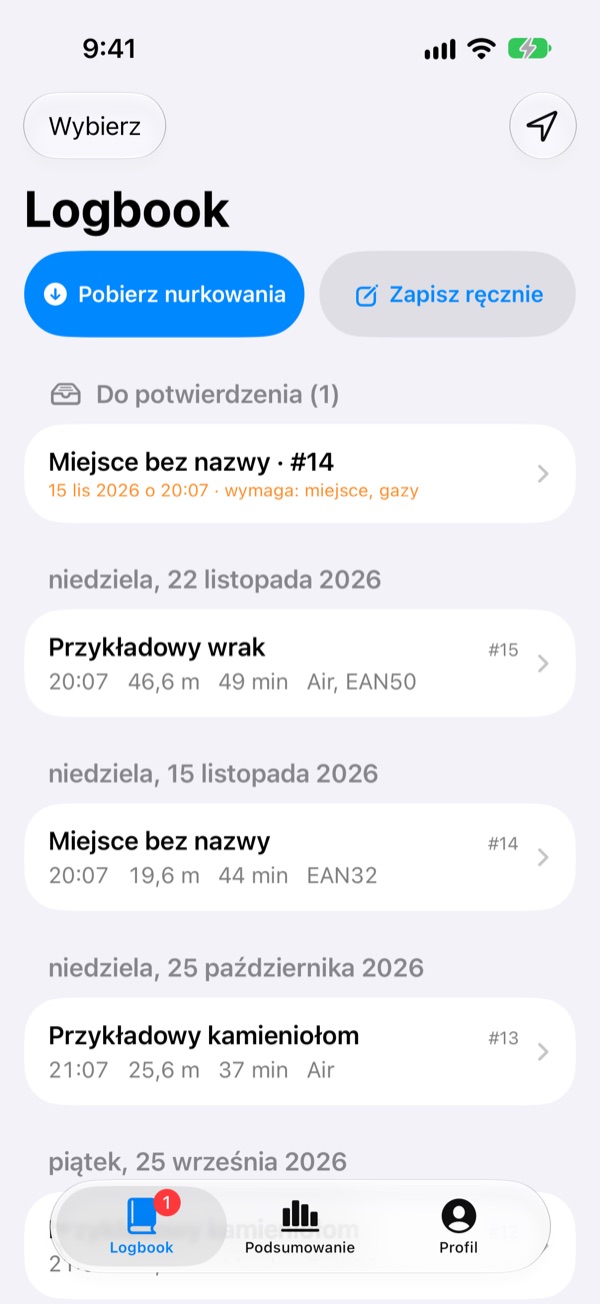 9:41
Wybierz
Logbook
Pobierz nurkowania
Zapisz ręcznie
Do potwierdzenia (1)
Miejsce bez nazwy · #14
15 lis 2026 o 20:07 · wymaga: miejsce, gazy
niedziela, 22 listopada 2026
Przykładowy wrak #15
20:07 46,6 m 49 min Air, EAN50
niedziela, 15 listopada 2026
Miejsce bez nazwy #14
20:07 19,6 m 44 min EAN32
niedziela, 25 października 2026
Przykładowy kamieniołom #13
21:07 25,6 m 37 min Air
piątek, 25 września 2026
1
Logbook Podsumowanie Profil